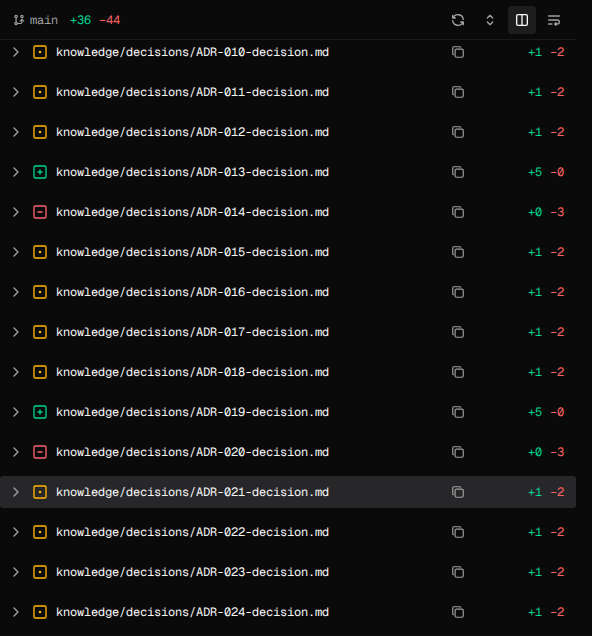 main +36 −44
knowledge/decisions/ADR-010-decision.md +1 −2
knowledge/decisions/ADR-011-decision.md +1 −2
knowledge/decisions/ADR-012-decision.md +1 −2
knowledge/decisions/ADR-013-decision.md +5 −0
knowledge/decisions/ADR-014-decision.md +0 −3
knowledge/decisions/ADR-015-decision.md +1 −2
knowledge/decisions/ADR-016-decision.md +1 −2
knowledge/decisions/ADR-017-decision.md +1 −2
knowledge/decisions/ADR-018-decision.md +1 −2
knowledge/decisions/ADR-019-decision.md +5 −0
knowledge/decisions/ADR-020-decision.md +0 −3
knowledge/decisions/ADR-021-decision.md +1 −2
knowledge/decisions/ADR-022-decision.md +1 −2
knowledge/decisions/ADR-023-decision.md +1 −2
knowledge/decisions/ADR-024-decision.md +1 −2